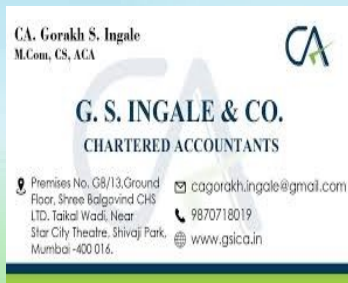 CA. Gorakh S. Ingale
M.Com, CS, ACA
CA
G. S. INGALE & CO.
CHARTERED ACCOUNTANTS
Premises No. G8/13,Ground
Floor, Shree Balgovind CHS
LTD. Taikal Wadi, Near
Star City Theatre, Shivaji Park,
Mumbai -400 016.
cagorakh.ingale@gmail.com
9870718019
www.gsica.in